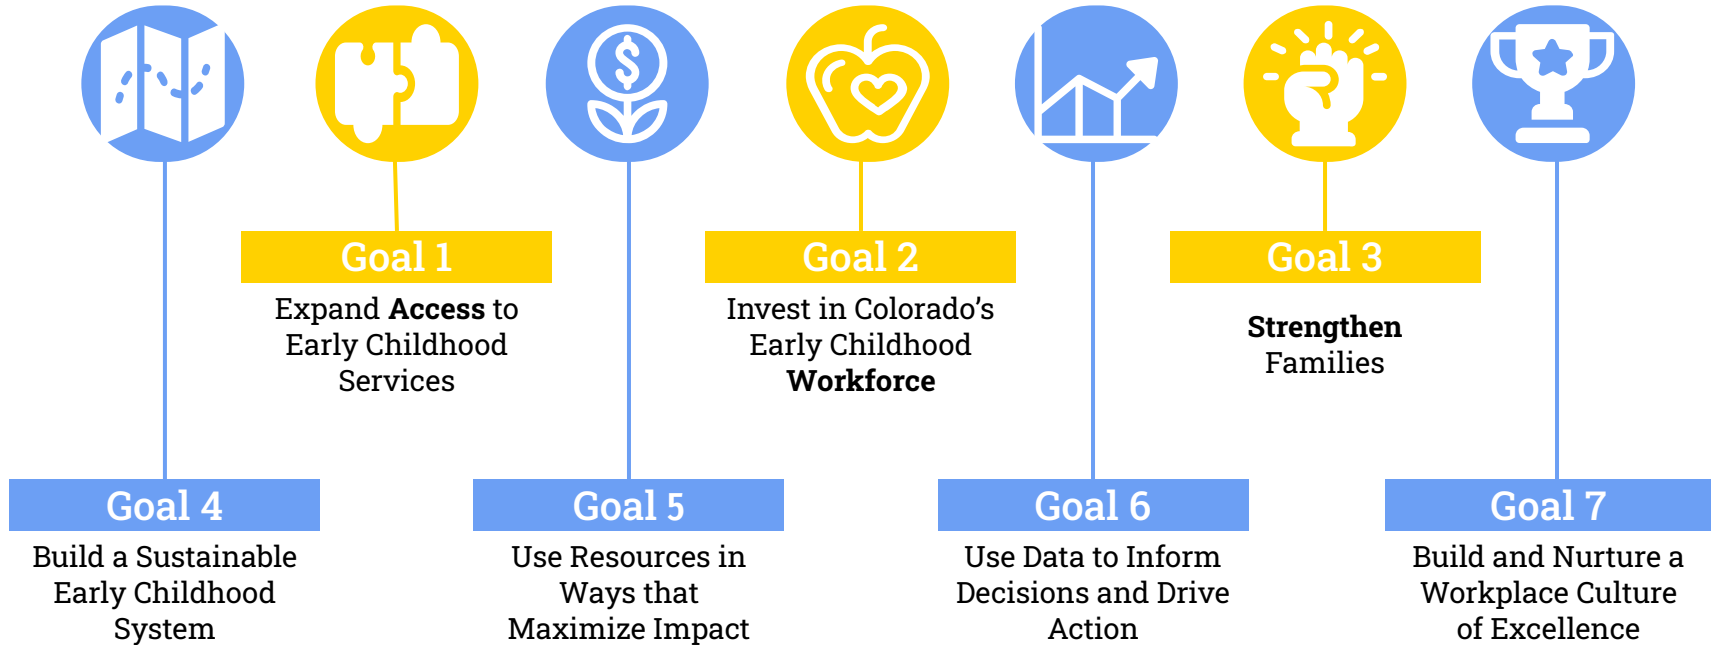 Goal 1
Expand Access to
Early Childhood
Services
Goal 2
Invest in Colorado’s
Early Childhood
Workforce
Goal 3
Strengthen
Families
Goal 4
Build a Sustainable
Early Childhood
System
Goal 5
Use Resources in
Ways that
Maximize Impact
Goal 6
Use Data to Inform
Decisions and Drive
Action
Goal 7
Build and Nurture a
Workplace Culture
of Excellence
$